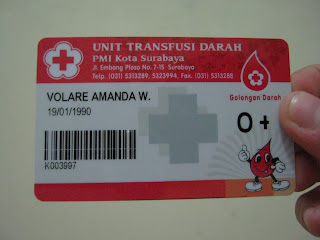 UNIT TRANSFUSI DARAH
PMI Kota Surabaya
Jl. Embong Ploso No. 7-15 Surabaya
Telp. (031) 5313289, 5323994, Fax. (031) 5313288
VOLARE AMANDA W.
19/01/1990
Golongan Darah
O +
K003997